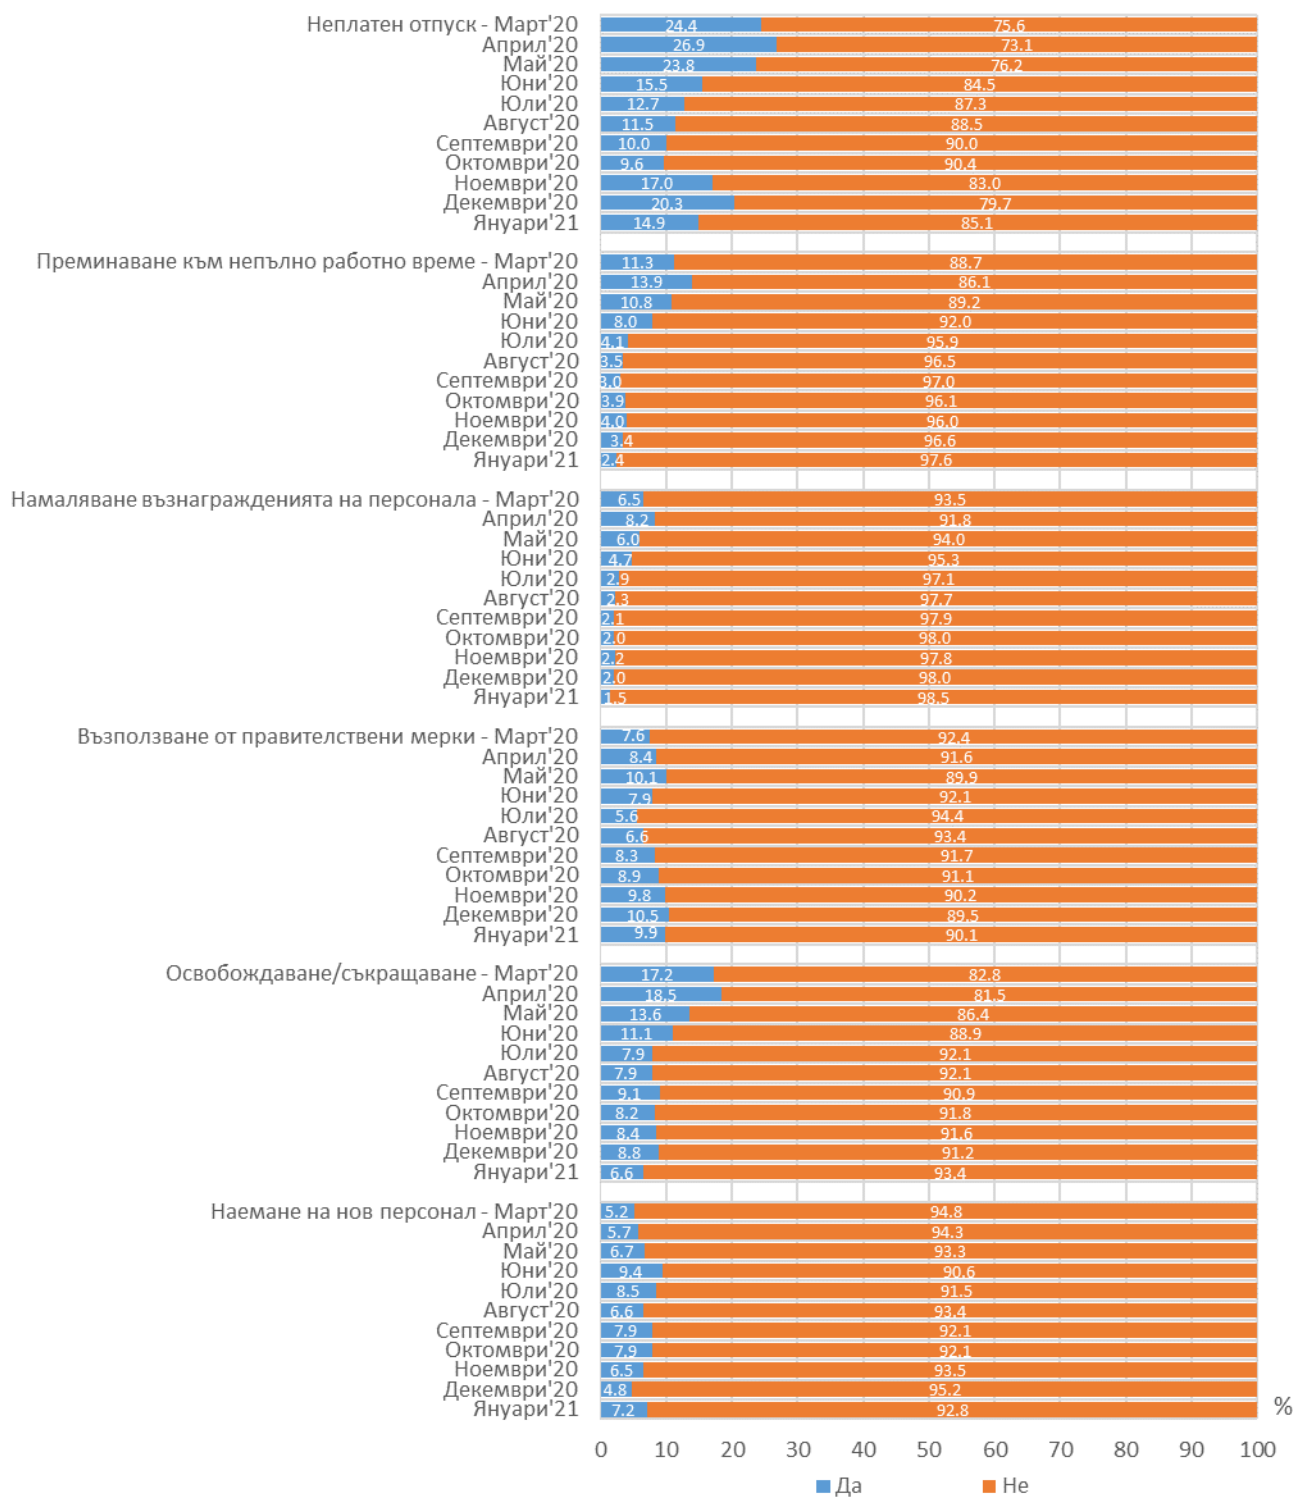 Неплатен отпуск - Март'20 24.4 75.6
Април'20 26.9 73.1
Май'20 23.8 76.2
Юни'20 15.5 84.5
Юли'20 12.7 87.3
Август'20 11.5 88.5
Септември'20 10.0 90.0
Октомври'20 9.6 90.4
Ноември'20 17.0 83.0
Декември'20 20.3 79.7
Януари'21 14.9 85.1
Преминаване към непълно работно време - Март'20 11.3 88.7
Април'20 13.9 86.1
Май'20 10.8 89.2
Юни'20 8.0 92.0
Юли'20 4.1 95.9
Август'20 3.5 96.5
Септември'20 3.0 97.0
Октомври'20 3.9 96.1
Ноември'20 4.0 96.0
Декември'20 3.4 96.6
Януари'21 2.4 97.6
Намаляване възнагражденията на персонала - Март'20 6.5 93.5
Април'20 8.2 91.8
Май'20 6.0 94.0
Юни'20 4.7 95.3
Юли'20 2.9 97.1
Август'20 2.3 97.7
Септември'20 2.1 97.9
Октомври'20 2.0 98.0
Ноември'20 2.2 97.8
Декември'20 2.0 98.0
Януари'21 1.5 98.5
Възползване от правителствени мерки - Март'20 7.6 92.4
Април'20 8.4 91.6
Май'20 10.1 89.9
Юни'20 7.9 92.1
Юли'20 5.6 94.4
Август'20 6.6 93.4
Септември'20 8.3 91.7
Октомври'20 8.9 91.1
Ноември'20 9.8 90.2
Декември'20 10.5 89.5
Януари'21 9.9 90.1
Освобождаване/съкращаване - Март'20 17.2 82.8
Април'20 18.5 81.5
Май'20 13.6 86.4
Юни'20 11.1 88.9
Юли'20 7.9 92.1
Август'20 7.9 92.1
Септември'20 9.1 90.9
Октомври'20 8.2 91.8
Ноември'20 8.4 91.6
Декември'20 8.8 91.2
Януари'21 6.6 93.4
Наемане на нов персонал - Март'20 5.2 94.8
Април'20 5.7 94.3
Май'20 6.7 93.3
Юни'20 9.4 90.6
Юли'20 8.5 91.5
Август'20 6.6 93.4
Септември'20 7.9 92.1
Октомври'20 7.9 92.1
Ноември'20 6.5 93.5
Декември'20 4.8 95.2
Януари'21 7.2 92.8 %
0 10 20 30 40 50 60 70 80 90 100
Да Не